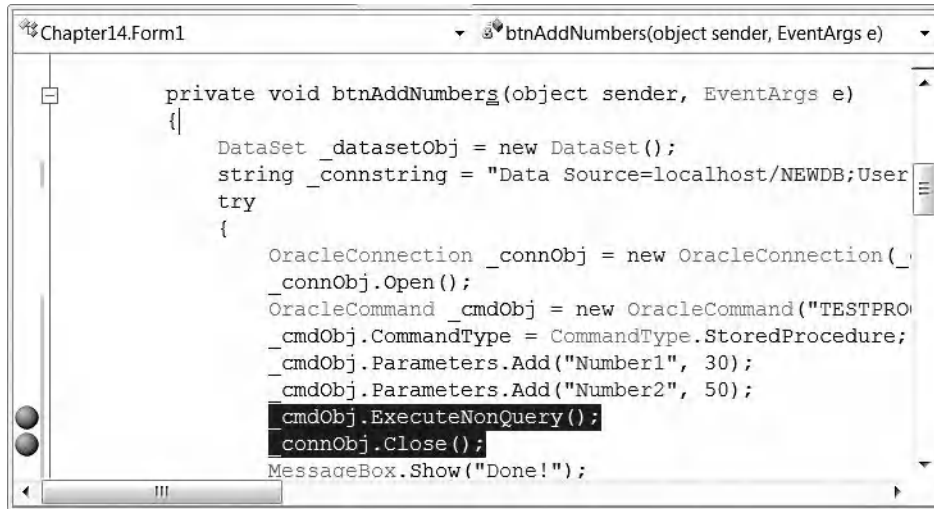 Chapter14.Form1 btnAddNumbers(object sender, EventArgs e)
private void btnAddNumbers(object sender, EventArgs e)
{
DataSet _datasetObj = new DataSet();
string _connstring = "Data Source=localhost/NEWDB;User
try
{
OracleConnection _connObj = new OracleConnection(_
_connObj.Open();
OracleCommand _cmdObj = new OracleCommand("TESTPRO
_cmdObj.CommandType = CommandType.StoredProcedure;
_cmdObj.Parameters.Add("Number1", 30);
_cmdObj.Parameters.Add("Number2", 50);
_cmdObj.ExecuteNonQuery();
_connObj.Close();
MessageBox.Show("Done!");